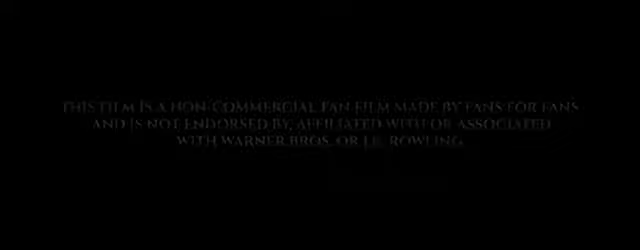 THIS FILM IS A NON-COMMERCIAL FAN FILM MADE BY FANS FOR FANS
AND IS NOT ENDORSED BY, AFFILIATED WITH OR ASSOCIATED
WITH WARNER BROS. OR J.K. ROWLING